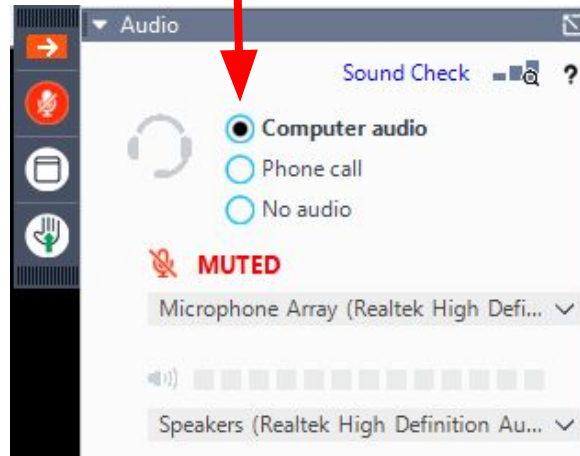 Audio
Sound Check ?
Computer audio
Phone call
No audio
MUTED
Microphone Array (Realtek High Defi...
Speakers (Realtek High Definition Au...